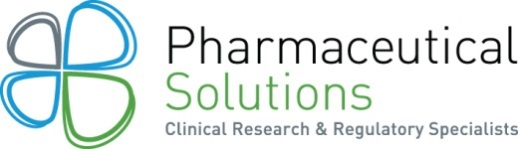 Pharmaceutical
Solutions
Clinical Research & Regulatory Specialists